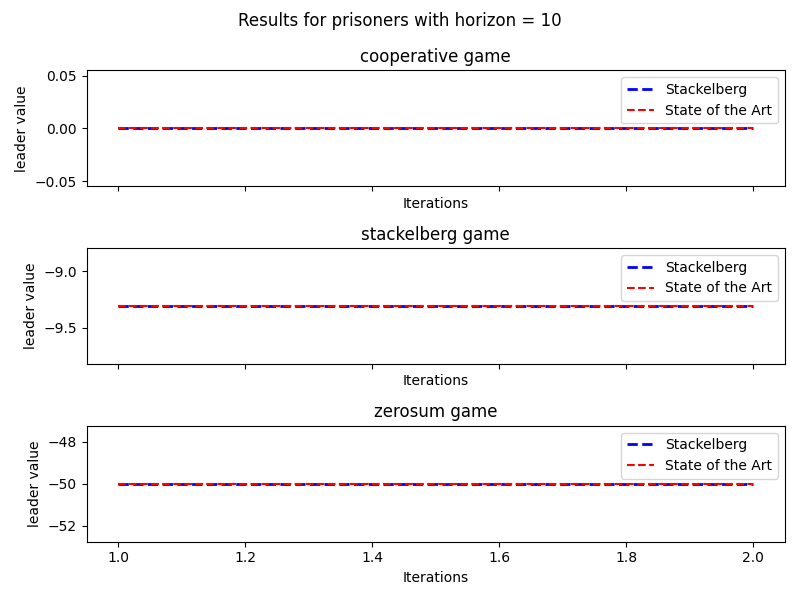 Results for prisoners with horizon = 10
cooperative game
leader value
0.05
0.00
−0.05
Stackelberg
State of the Art
Iterations
stackelberg game
leader value
−9.0
−9.5
Stackelberg
State of the Art
Iterations
zerosum game
leader value
−48
−50
−52
Stackelberg
State of the Art
1.0 1.2 1.4 1.6 1.8 2.0
Iterations